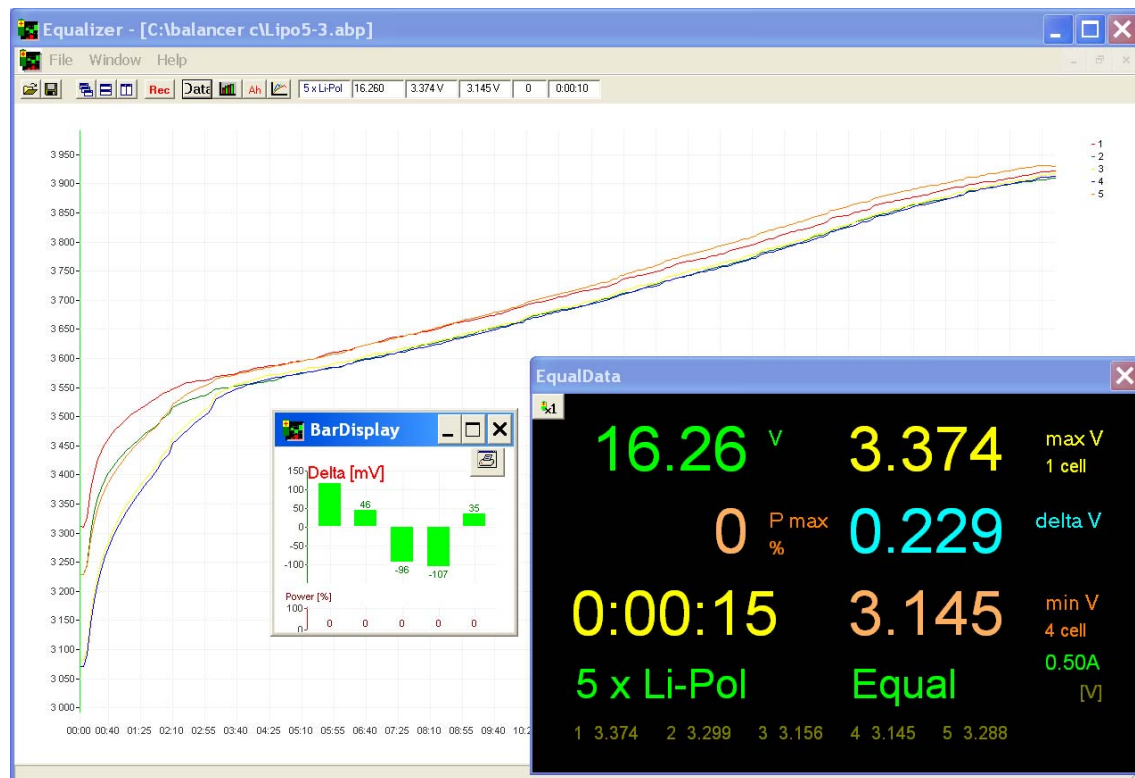 Equalizer - [C:\balancer c\Lipo5-3.abp]
File Window Help
Rec Data Ah 5 x Li-Pol 16.260 3.374 V 3.145 V 0 0:00:10
3 950
3 900
3 850
3 800
3 750
3 700
3 650
3 600
3 550
3 500
3 450
3 400
3 350
3 300
3 250
3 200
3 150
3 100
3 050
3 000
1
2
3
4
5
00:00 00:40 01:25 02:10 02:55 03:40 04:25 05:10 05:55 06:40 07:25 08:10 08:55 09:40
BarDisplay
Delta [mV]
150
100
50
0
-50
-100
46
-96
-107
35
Power [%]
100
0
0 0 0 0 0
EqualData
x1
16.26 V 3.374 max V
1 cell
0 P max % 0.229 delta V
0:00:15 3.145 min V
4 cell
5 x Li-Pol Equal 0.50A
[V]
1 3.374 2 3.299 3 3.156 4 3.145 5 3.288